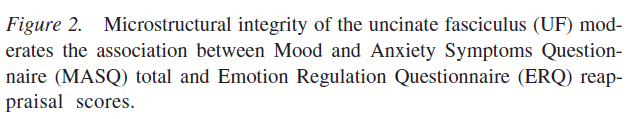 Figure 2. Microstructural integrity of the uncinate fasciculus (UF) mod-
erates the association between Mood and Anxiety Symptoms Question-
naire (MASQ) total and Emotion Regulation Questionnaire (ERQ) reap-
praisal scores.